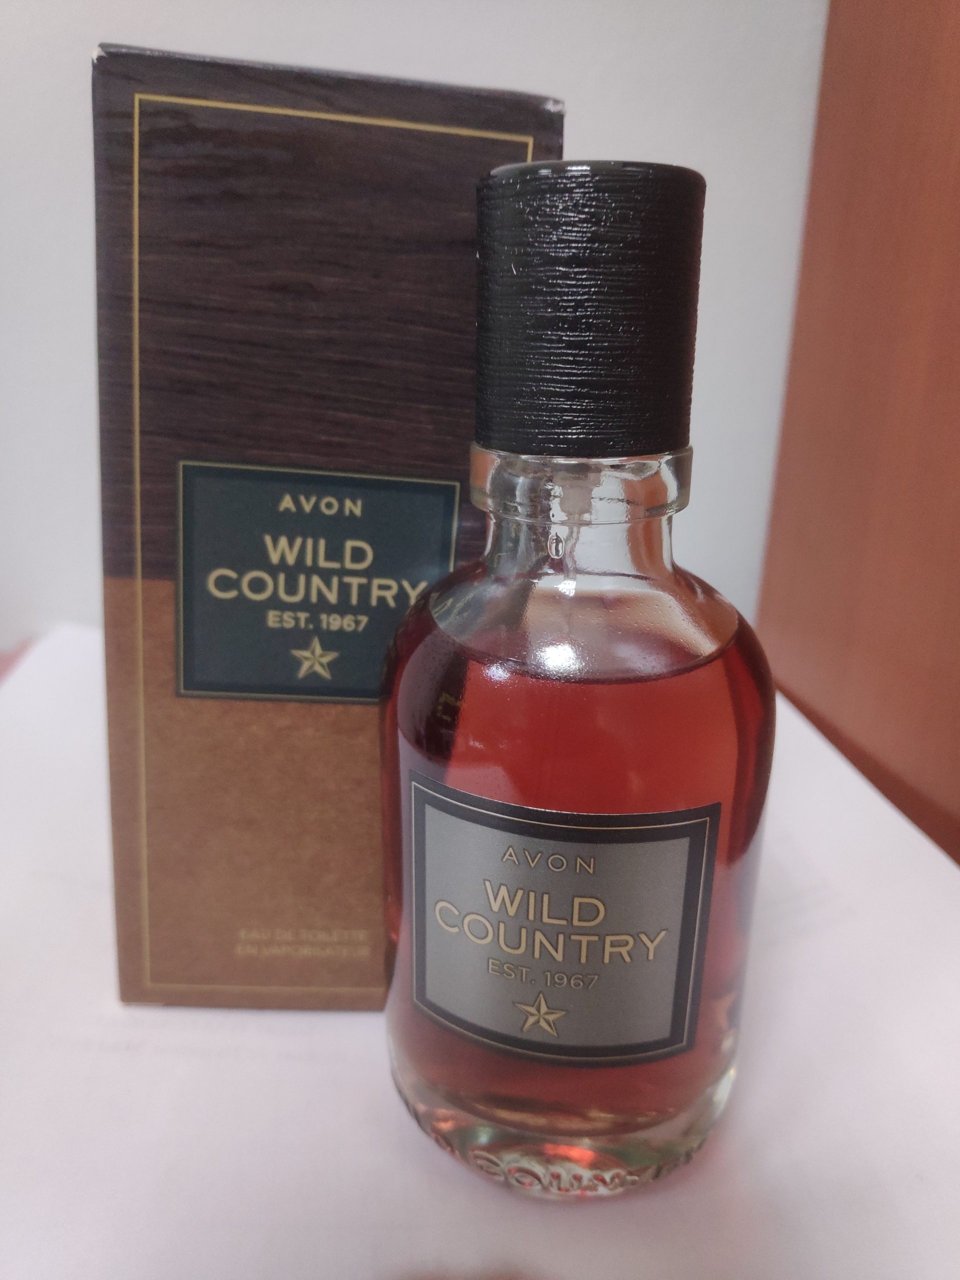 AVON
WILD
COUNTRY
EST. 1967
EAU DE TOILETTE
EN VAPORISATEUR
AVON
WILD
COUNTRY
EST. 1967